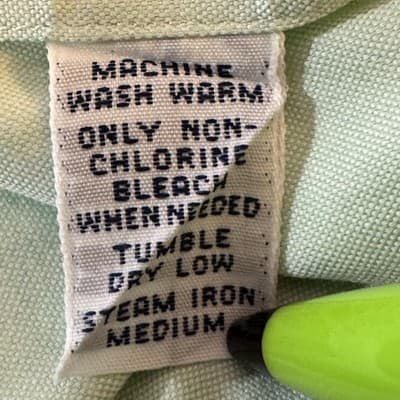 MACHINE
WASH WARM
ONLY NON-
CHLORINE
BLEACH
WHEN NEEDED
TUMBLE
DRY LOW
STEAM IRON
MEDIUM